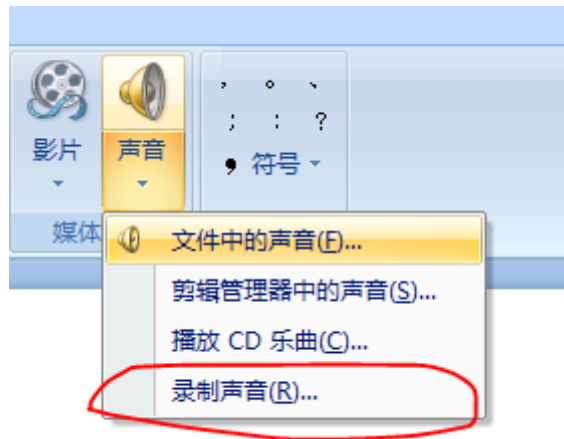 ， 。 、
； ： ？
影片 声音 ， 符号
媒体
文件中的声音(F)...
剪辑管理器中的声音(S)...
播放 CD 乐曲(C)...
录制声音(R)...